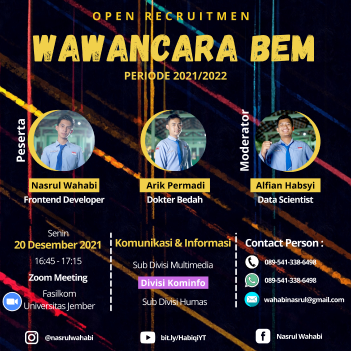 OPEN RECRUITMEN
WAWANCARA BEM
PERIODE 2021/2022
Peserta
Moderator
Nasrul Wahabi
Frontend Developer
Arik Permadi
Dokter Bedah
Alfian Habsyi
Data Scientist
Senin
20 Desember 2021
16:45 - 17:15
Zoom Meeting
Fasilkom
Universitas Jember
Komunikasi & Informasi
Sub Divisi Multimedia
Divisi Kominfo
Sub Divisi Humas
Contact Person :
089-541-338-6498
089-541-338-6498
wahabinasrul@gmail.com
@nasrulwahabi
bit.ly/HabiqiYT
Nasrul Wahabi